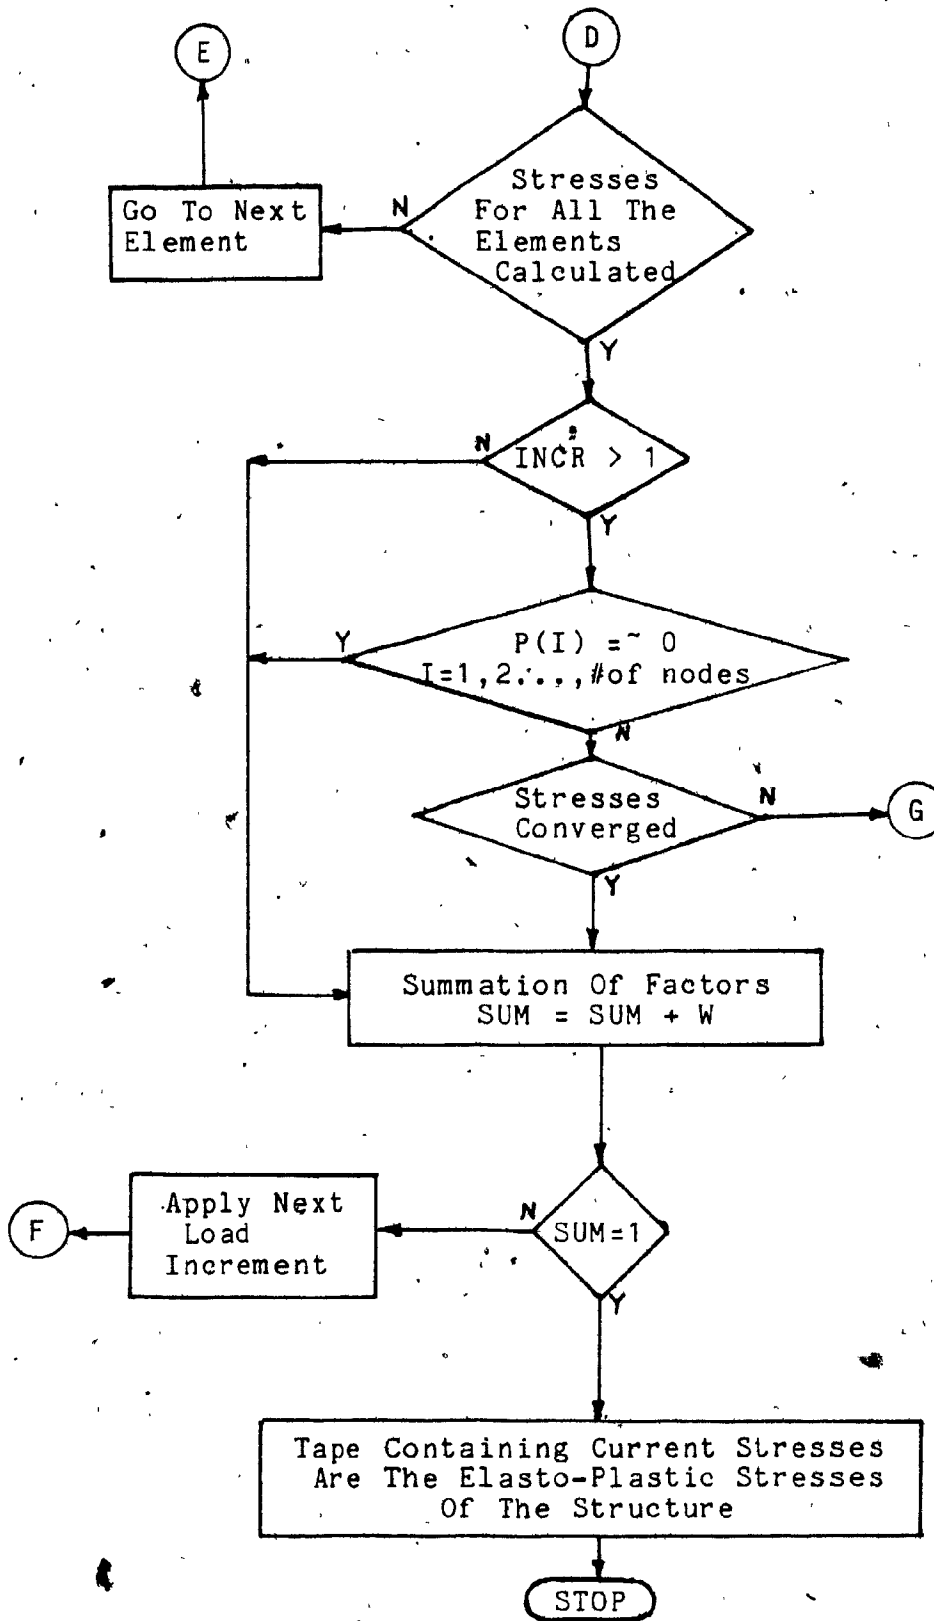 E
D
Stresses
For All The
Elements
Calculated
N
Go To Next
Element
Y
N
INCR > 1
Y
Y
P(I) =~ 0
I=1,2...,#of nodes
N
Stresses
Converged
N
G
Y
Summation Of Factors
SUM = SUM + W
F
Apply Next
Load
Increment
N
SUM=1
Y
Tape Containing Current Stresses
Are The Elasto-Plastic Stresses
Of The Structure
STOP